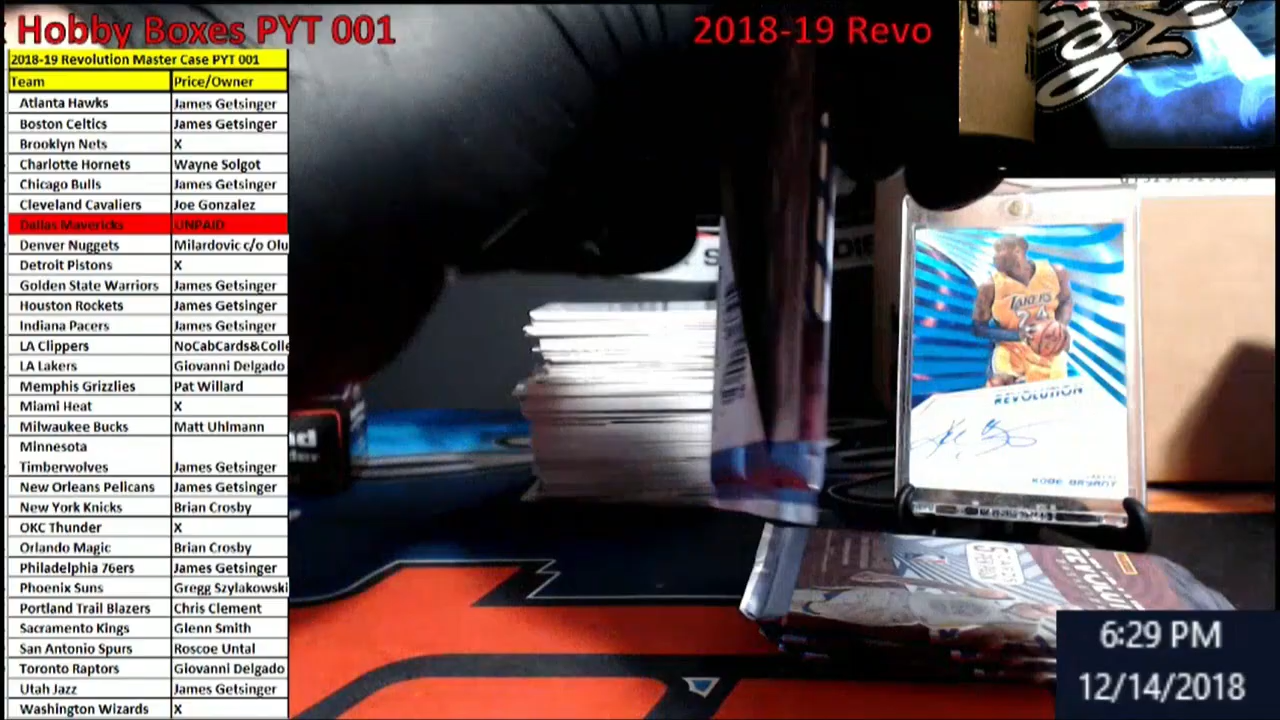 Hobby Boxes PYT 001
2018-19 Revo
2018-19 Revolution Master Case PYT 001
Team Price/Owner
Atlanta Hawks James Getsinger
Boston Celtics James Getsinger
Brooklyn Nets X
Charlotte Hornets Wayne Solgot
Chicago Bulls James Getsinger
Cleveland Cavaliers Joe Gonzalez
Dallas Mavericks UNPAID
Denver Nuggets Milardovic c/o Olu
Detroit Pistons X
Golden State Warriors James Getsinger
Houston Rockets James Getsinger
Indiana Pacers James Getsinger
LA Clippers NoCabCards&Colle
LA Lakers Giovanni Delgado
Memphis Grizzlies Pat Willard
Miami Heat X
Milwaukee Bucks Matt Uhlmann
Minnesota
Timberwolves James Getsinger
New Orleans Pelicans James Getsinger
New York Knicks Brian Crosby
OKC Thunder X
Orlando Magic Brian Crosby
Philadelphia 76ers James Getsinger
Phoenix Suns Gregg Szylakowski
Portland Trail Blazers Chris Clement
Sacramento Kings Glenn Smith
San Antonio Spurs Roscoe Untal
Toronto Raptors Giovanni Delgado
Utah Jazz James Getsinger
Washington Wizards X
LAKERS
24
REVOLUTION
KOBE BRYANT
6:29 PM
12/14/2018